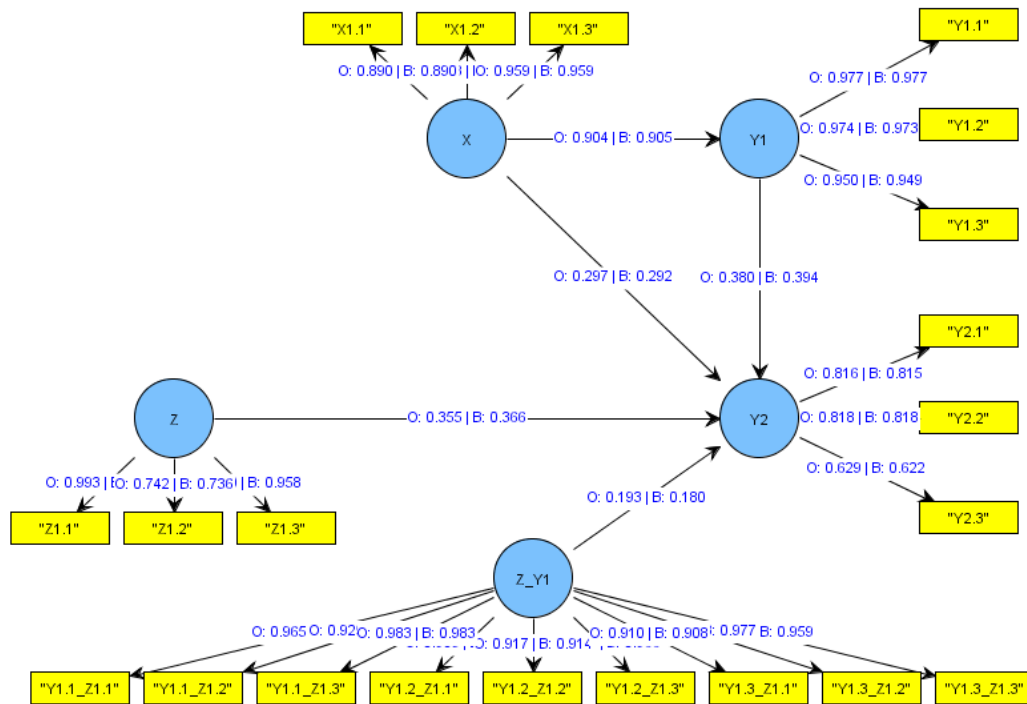 "X1.1" "X1.2" "X1.3" "Y1.1"
O: 0.890 | B: 0.890 O: 0.959 | B: 0.959
O: 0.977 | B: 0.977
X O: 0.904 | B: 0.905 Y1 O: 0.974 | B: 0.973 "Y1.2"
O: 0.950 | B: 0.949
"Y1.3"
O: 0.297 | B: 0.292 O: 0.380 | B: 0.394
"Y2.1"
O: 0.816 | B: 0.815
Z O: 0.355 | B: 0.366 Y2 O: 0.818 | B: 0.818 "Y2.2"
O: 0.629 | B: 0.622
O: 0.993 | O: 0.742 | B: 0.736 B: 0.958
O: 0.193 | B: 0.180
"Z1.1" "Z1.2" "Z1.3" "Y2.3"
Z_Y1
O: 0.965 O: 0.983 | B: 0.983 O: 0.917 | B: 0.914 O: 0.910 | B: 0.908 0.977 B: 0.959
"Y1.1_Z1.1" "Y1.1_Z1.2" "Y1.1_Z1.3" "Y1.2_Z1.1" "Y1.2_Z1.2" "Y1.2_Z1.3" "Y1.3_Z1.1" "Y1.3_Z1.2" "Y1.3_Z1.3"